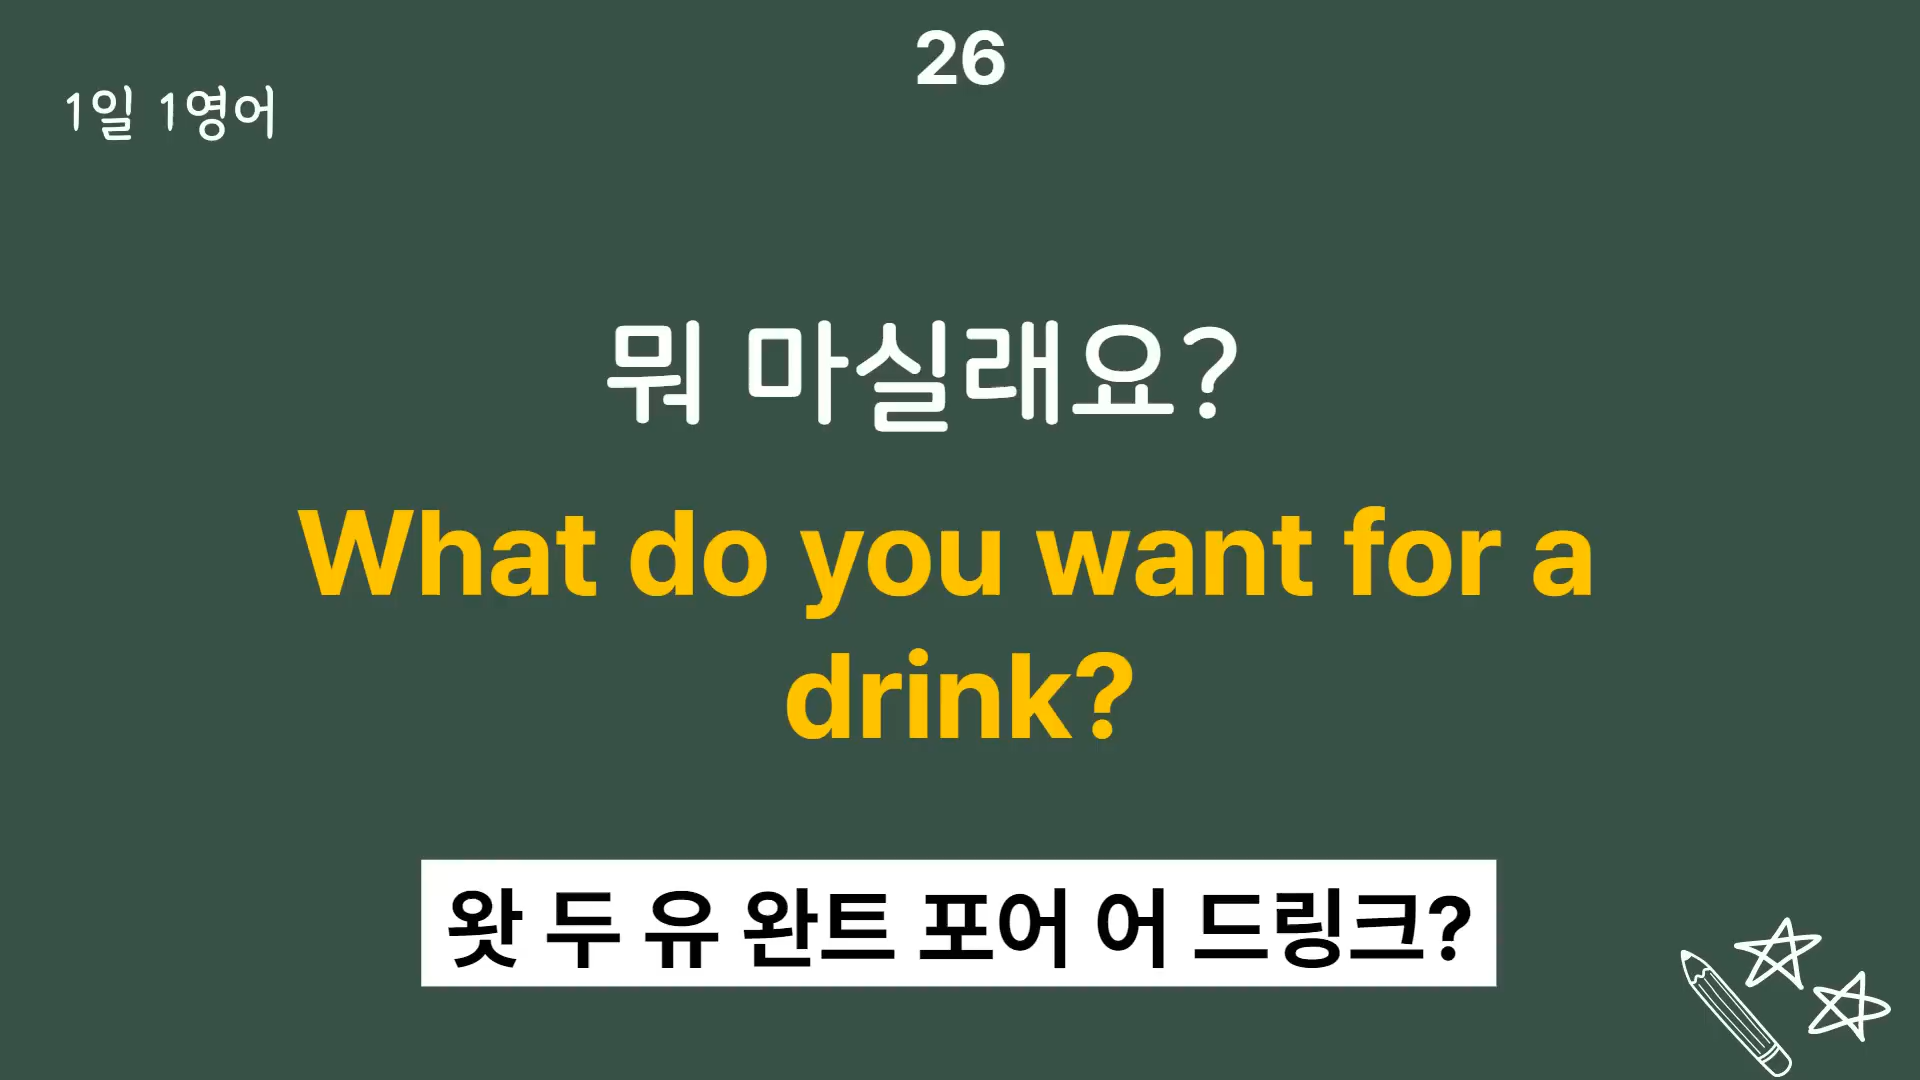 26
1일 1영어
뭐 마실래요?
What do you want for a
drink?
왓 두 유 완트 포어 어 드링크?